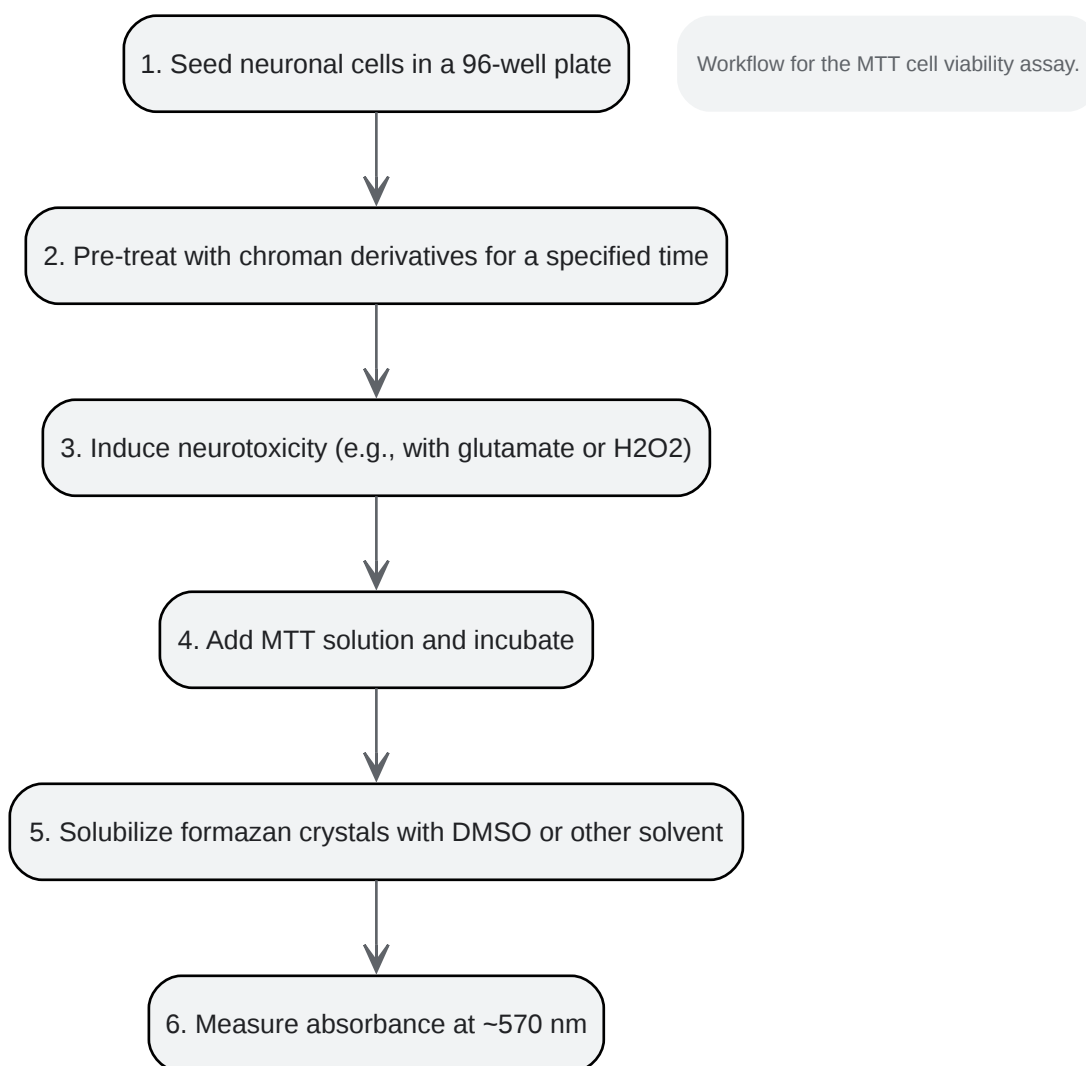 1. Seed neuronal cells in a 96-well plate
Workflow for the MTT cell viability assay.
2. Pre-treat with chroman derivatives for a specified time
3. Induce neurotoxicity (e.g., with glutamate or H2O2)
4. Add MTT solution and incubate
5. Solubilize formazan crystals with DMSO or other solvent
6. Measure absorbance at ~570 nm